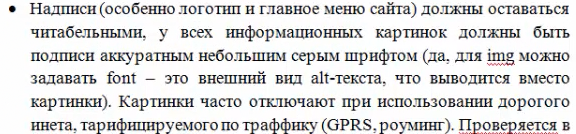 • Надписи (особенно логотип и главное меню сайта) должны оставаться
читабельными, у всех информационных картинок должны быть
подписи аккуратным небольшим серым шрифтом (да, для img можно
задавать font – это внешний вид alt-текста, что выводится вместо
картинки). Картинки часто отключают при использовании дорогого
инета, тарифицируемого по траффику (GPRS, роуминг). Проверяется в